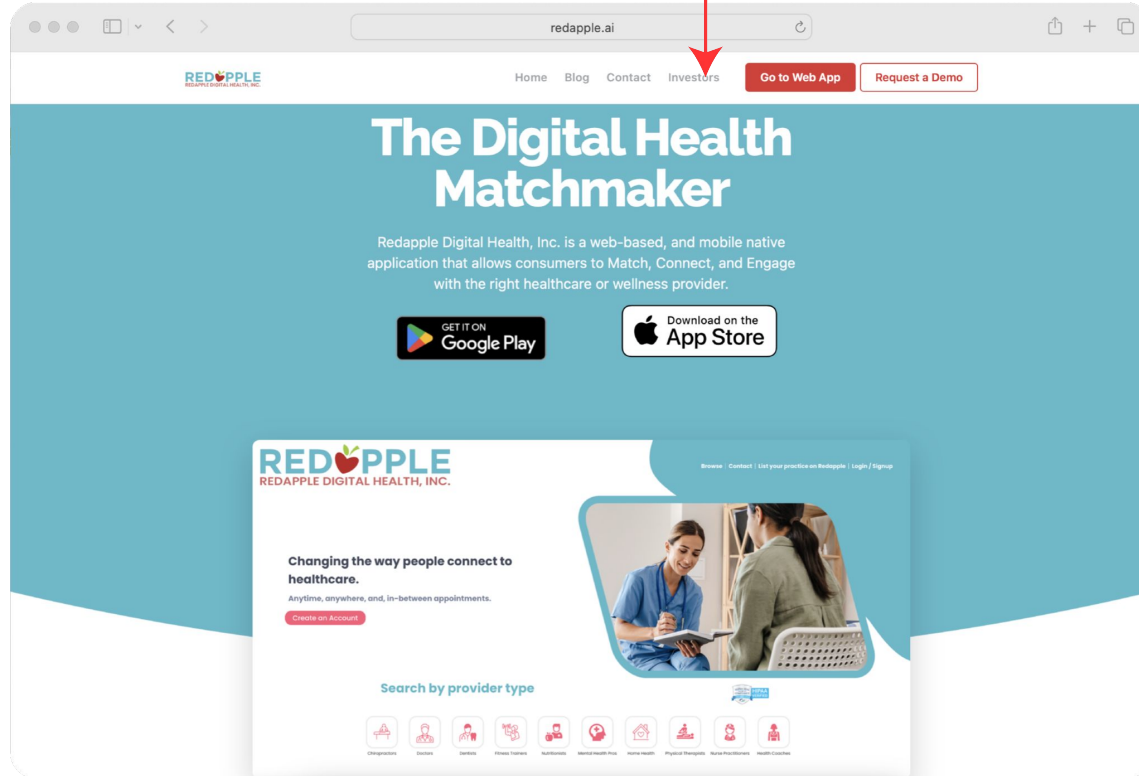 redapple.ai
REDAPPLE
REDAPPLE DIGITAL HEALTH, INC.
Home Blog Contact Investors Go to Web App Request a Demo
The Digital Health
Matchmaker
Redapple Digital Health, Inc. is a web-based, and mobile native
application that allows consumers to Match, Connect, and Engage
with the right healthcare or wellness provider.
GET IT ON
Google Play
Download on the
App Store
REDAPPLE
REDAPPLE DIGITAL HEALTH, INC.
Browse | Contact | List your practice on Redapple | Login / Signup
Changing the way people connect to
healthcare.
Anytime, anywhere, and, in-between appointments.
Create an Account
Search by provider type
Chiropractors Doctors Dentists Fitness Trainers Nutritionists Mental Health Pros Home Health Physical Therapists Nurse Practitioners Health Coaches